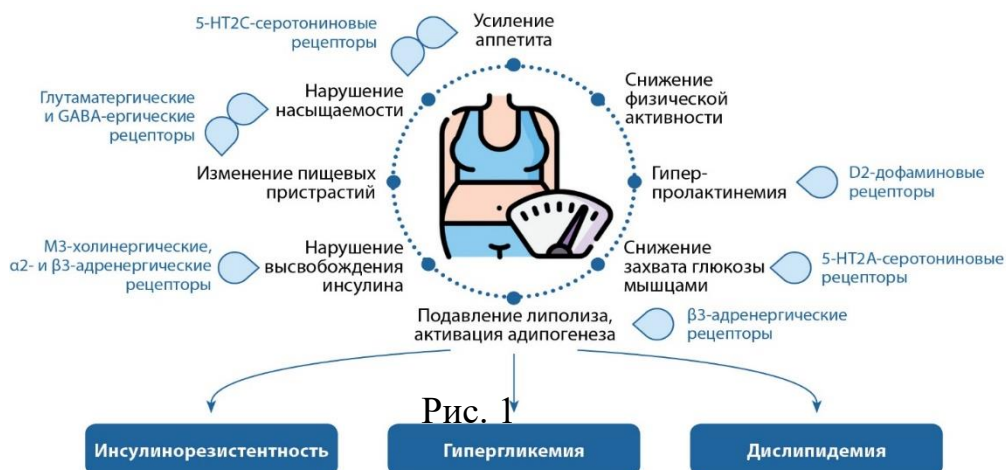 5-HT2C-серотониновые
рецепторы
Усиление
аппетита
Глутаматергические
и GABA-ергические
рецепторы
Нарушение
насыщаемости
Снижение
физической
активности
Изменение пищевых
пристрастий
Гипер-
пролактинемия
D2-дофаминовые
рецепторы
М3-холинергические,
α2- и β3-адренергические
рецепторы
Нарушение
высвобождения
инсулина
Снижение
захвата глюкозы
мышцами
5-HT2A-серотониновые
рецепторы
Подавление липолиза,
активация адипогенеза
β3-адренергические
рецепторы
Рис. 1
Инсулинорезистентность
Гипергликемия
Дислипидемия